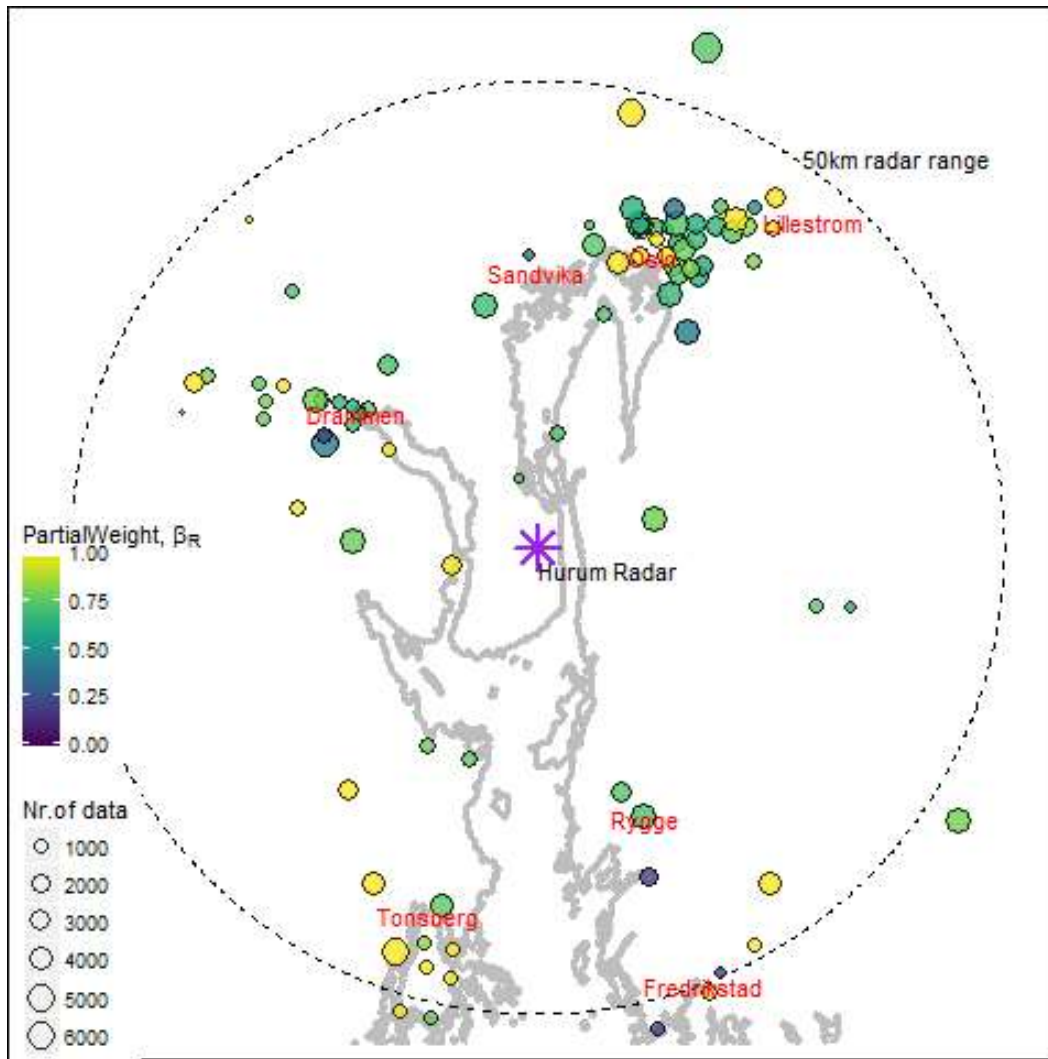 50km radar range
Lillestrom
Oslo
Sandvika
Drammen
PartialWeight, βR
1.00
0.75
0.50
0.25
0.00
Hurum Radar
Nr.of data
1000
2000
3000
4000
5000
6000
Rygge
Tonsberg
Fredrikstad